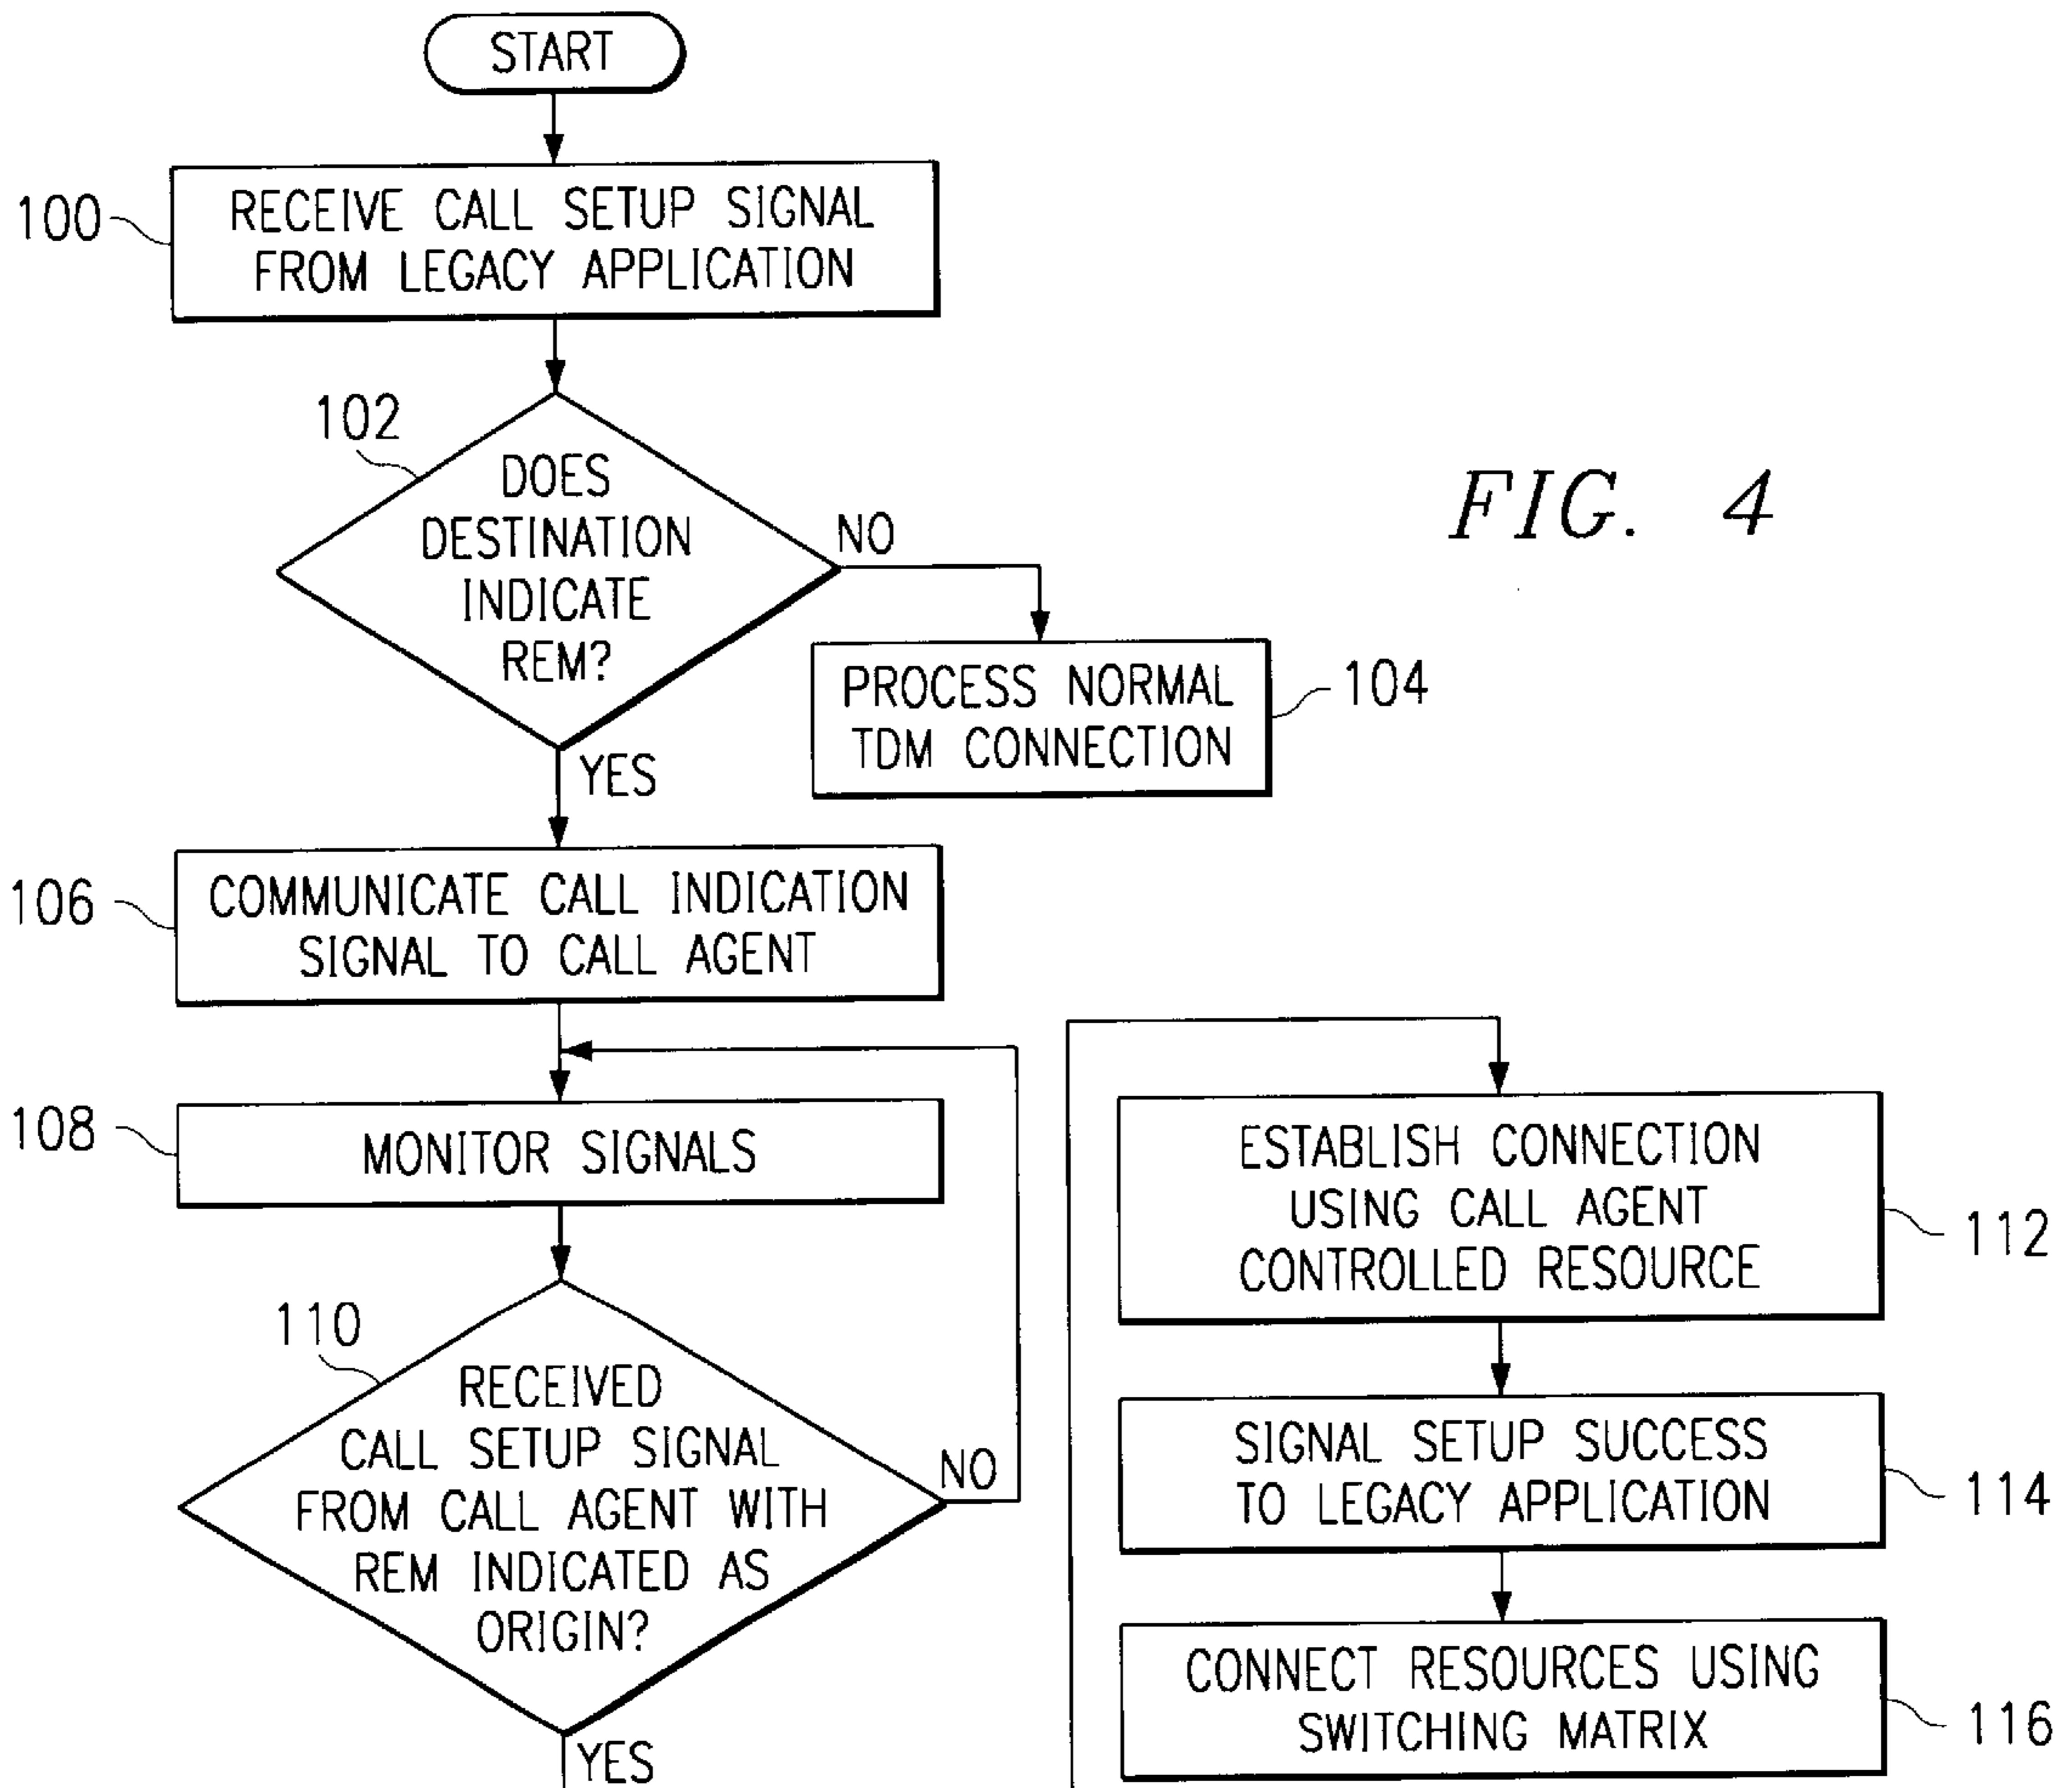 START
100
RECEIVE CALL SETUP SIGNAL
FROM LEGACY APPLICATION
102
DOES
DESTINATION
INDICATE
REM?
NO
FIG. 4
PROCESS NORMAL
TDM CONNECTION
104
YES
106
COMMUNICATE CALL INDICATION
SIGNAL TO CALL AGENT
108
MONITOR SIGNALS
110
RECEIVED
CALL SETUP SIGNAL
FROM CALL AGENT WITH
REM INDICATED AS
ORIGIN?
NO
YES
ESTABLISH CONNECTION
USING CALL AGENT
CONTROLLED RESOURCE
112
SIGNAL SETUP SUCCESS
TO LEGACY APPLICATION
114
CONNECT RESOURCES USING
SWITCHING MATRIX
116